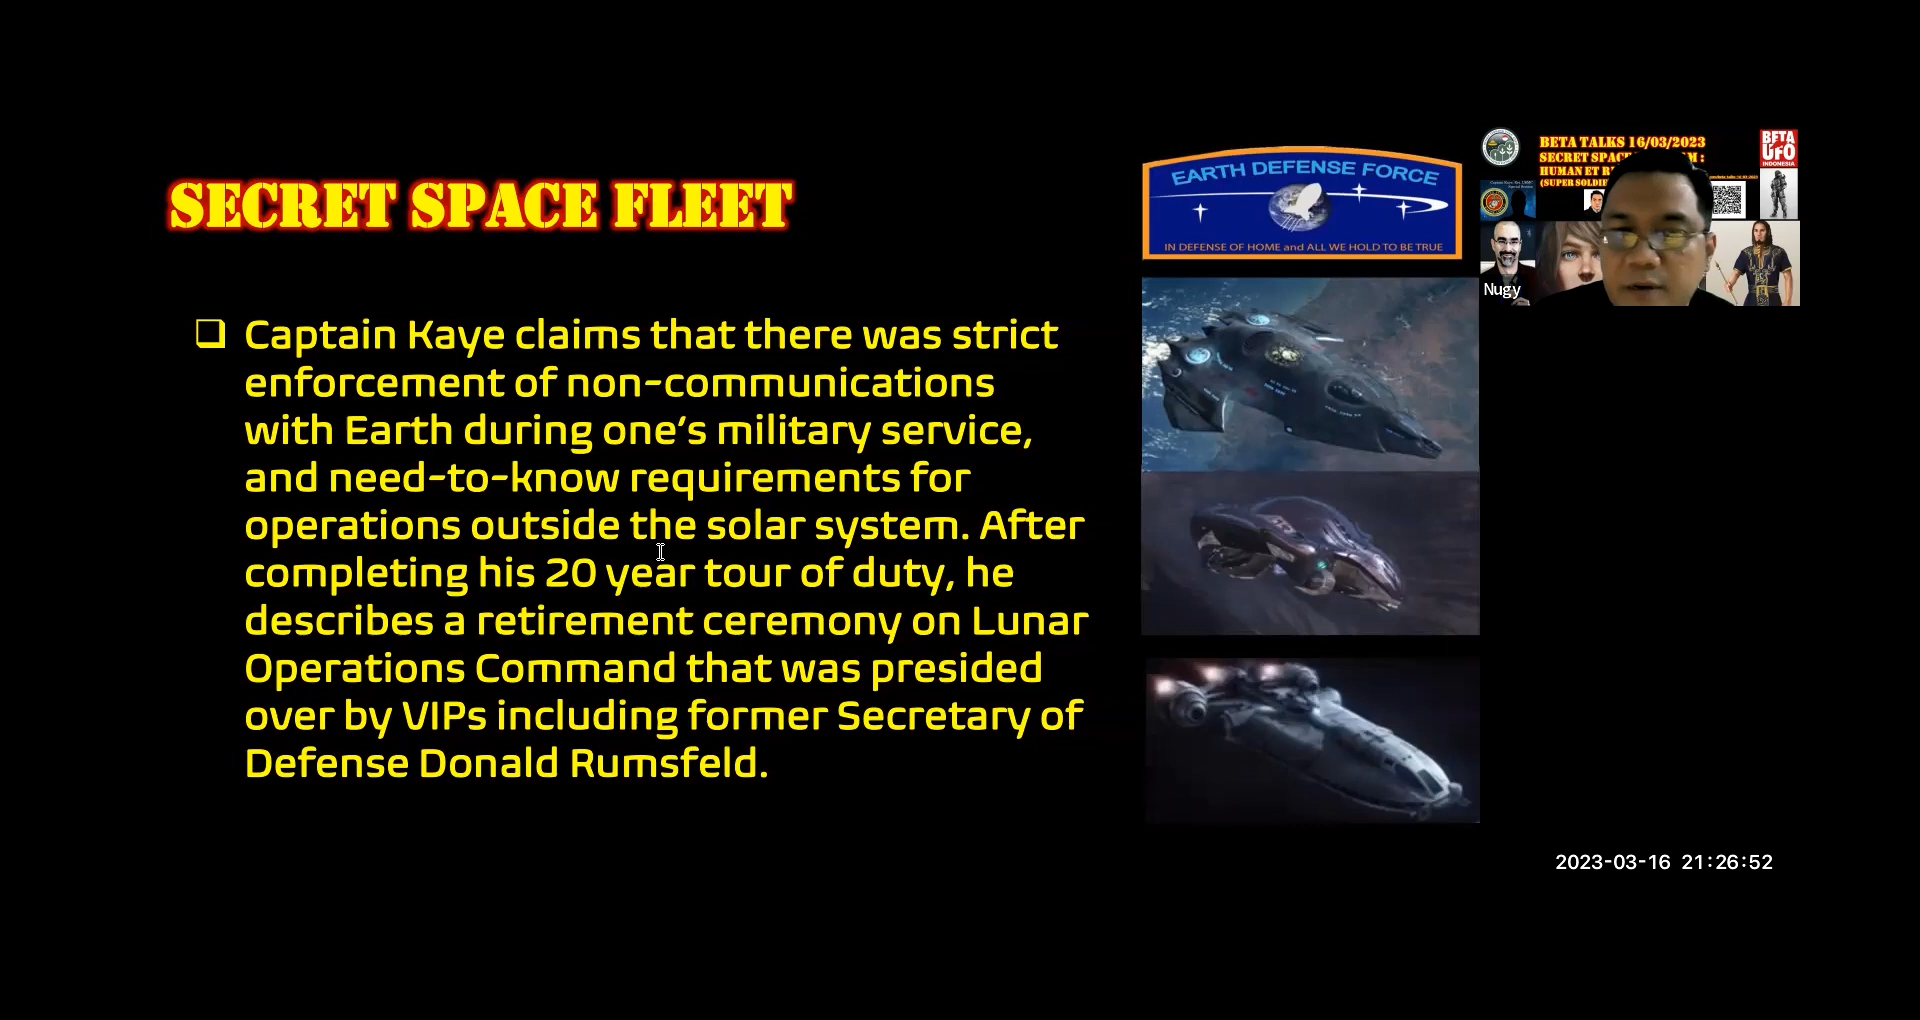 SECRET SPACE FLEET
❑ Captain Kaye claims that there was strict
enforcement of non-communications
with Earth during one’s military service,
and need-to-know requirements for
operations outside the solar system. After
completing his 20 year tour of duty, he
describes a retirement ceremony on Lunar
Operations Command that was presided
over by VIPs including former Secretary of
Defense Donald Rumsfeld.
EARTH DEFENSE FORCE
IN DEFENSE OF HOME and ALL WE HOLD TO BE TRUE
BETA TALKS 16/03/2023
SECRET SPAC
HUMAN ET R
(SUPER SOLDIE
BETA
UFO
INDONESIA
Nugy
2023-03-16 21:26:52